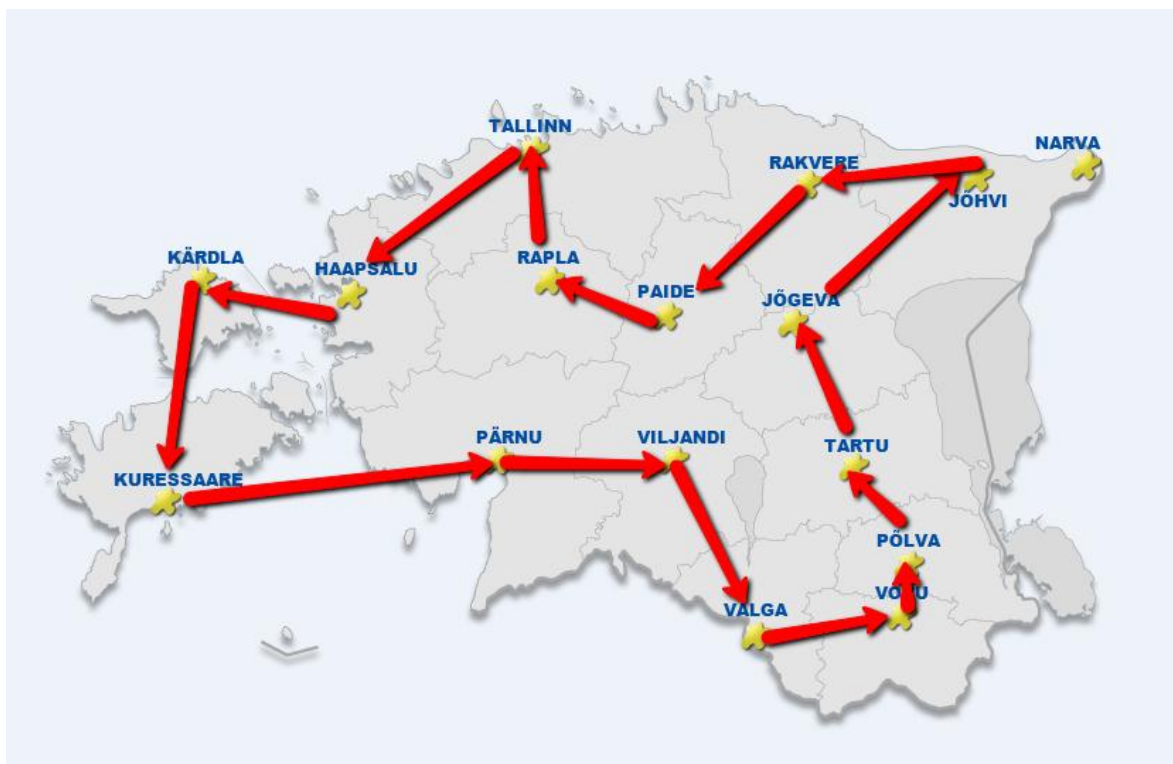 TALLINN
NARVA
RAKVERE
JÕHVI
KÄRDLA
HAAPSALU
RAPLA
PAIDE
JÕGEVA
PÄRNU
VILJANDI
TARTU
KURESSAARE
PÕLVA
VALGA